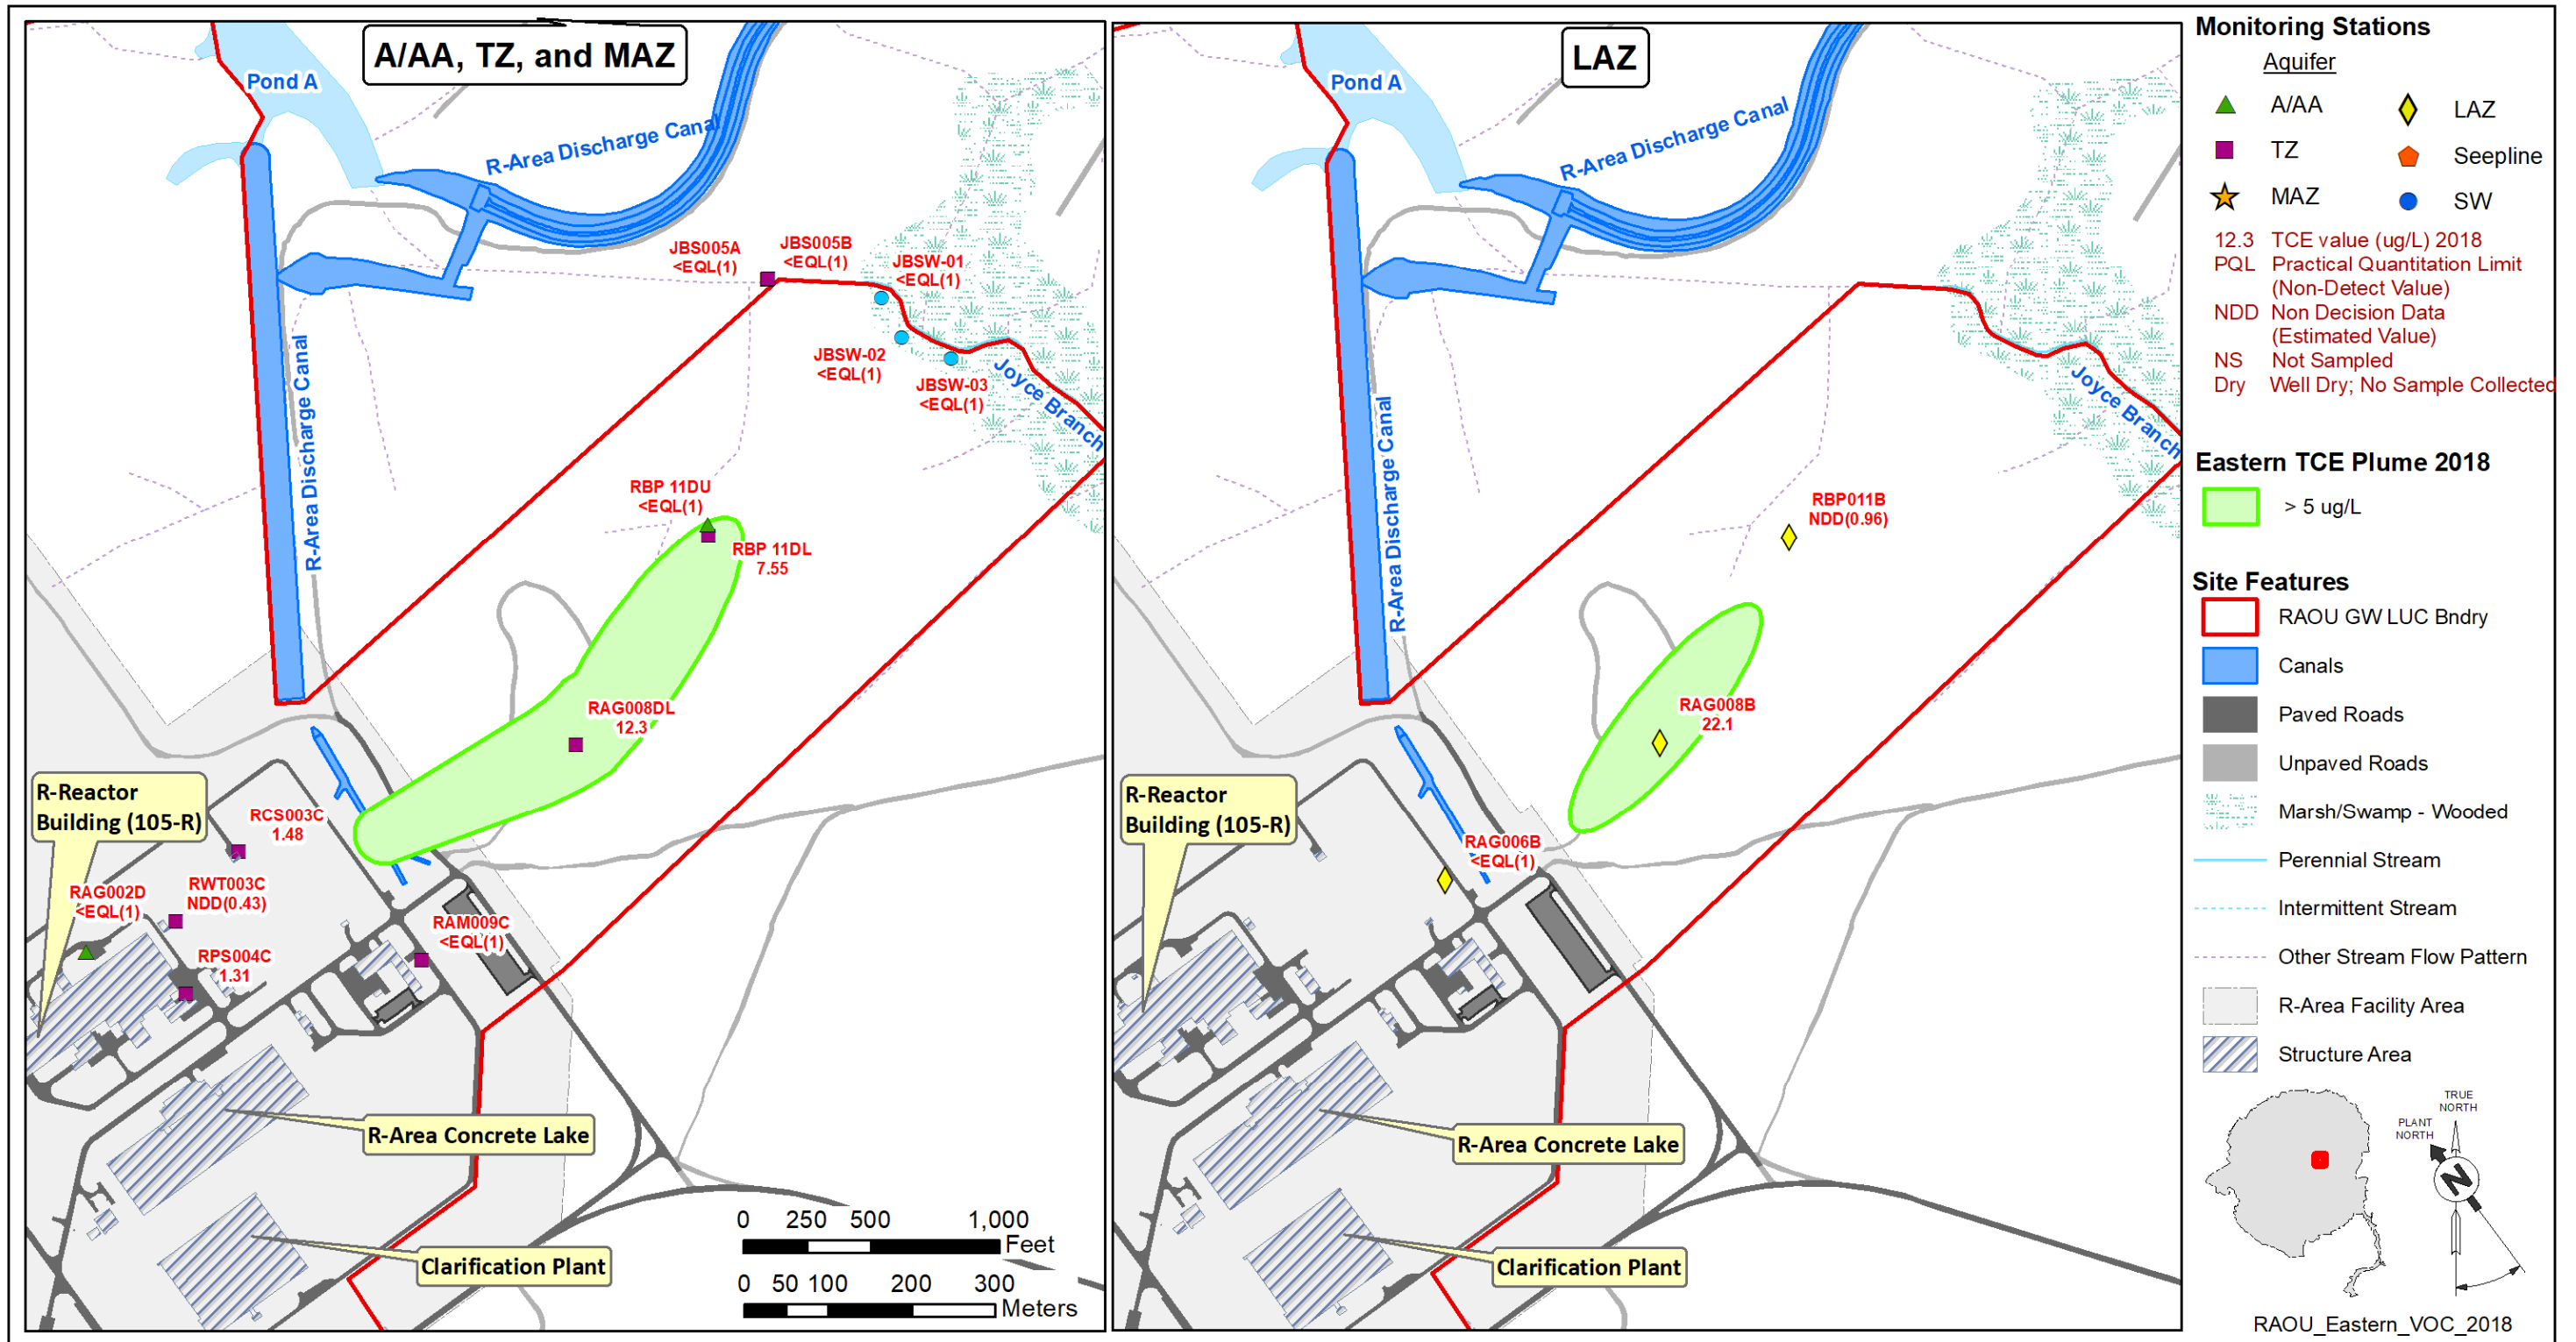 A/AA, TZ, and MAZ
Pond A
R-Area Discharge Canal
R-Area Discharge Canal
JBS005A
<EQL(1)
JBS005B
<EQL(1)
JBSW-01
<EQL(1)
JBSW-02
<EQL(1)
JBSW-03
<EQL(1)
Joyce Branch
RBP 11DU
<EQL(1)
RBP 11DL
7.55
RAG008DL
12.3
R-Reactor
Building (105-R)
RCS003C
1.48
RAG002D
<EQL(1)
RWT003C
NDD(0.43)
RPS004C
1.31
RAM009C
<EQL(1)
R-Area Concrete Lake
Clarification Plant
0 250 500 1,000
Feet
0 50 100 200 300
Meters
LAZ
Pond A
R-Area Discharge Canal
R-Area Discharge Canal
Joyce Branch
RBP011B
NDD(0.96)
RAG008B
22.1
R-Reactor
Building (105-R)
RAG006B
<EQL(1)
R-Area Concrete Lake
Clarification Plant
Monitoring Stations
Aquifer
A/AA
LAZ
TZ
Seepline
MAZ
SW
12.3 TCE value (ug/L) 2018
PQL Practical Quantitation Limit
(Non-Detect Value)
NDD Non Decision Data
(Estimated Value)
NS Not Sampled
Dry Well Dry; No Sample Collected
Eastern TCE Plume 2018
> 5 ug/L
Site Features
RAOU GW LUC Bndry
Canals
Paved Roads
Unpaved Roads
Marsh/Swamp - Wooded
Perennial Stream
Intermittent Stream
Other Stream Flow Pattern
R-Area Facility Area
Structure Area
TRUE
NORTH
PLANT
NORTH
N
RAOU_Eastern_VOC_2018